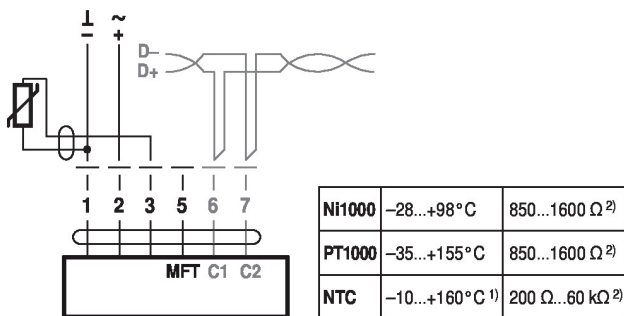 ⊥ ~
– +
D–
D+
1 2 3 5 6 7
MFT C1 C2
Ni1000 –28...+98°C 850...1600 Ω 2)
PT1000 –35...+155°C 850...1600 Ω 2)
NTC –10...+160°C 1) 200 Ω...60 kΩ 2)